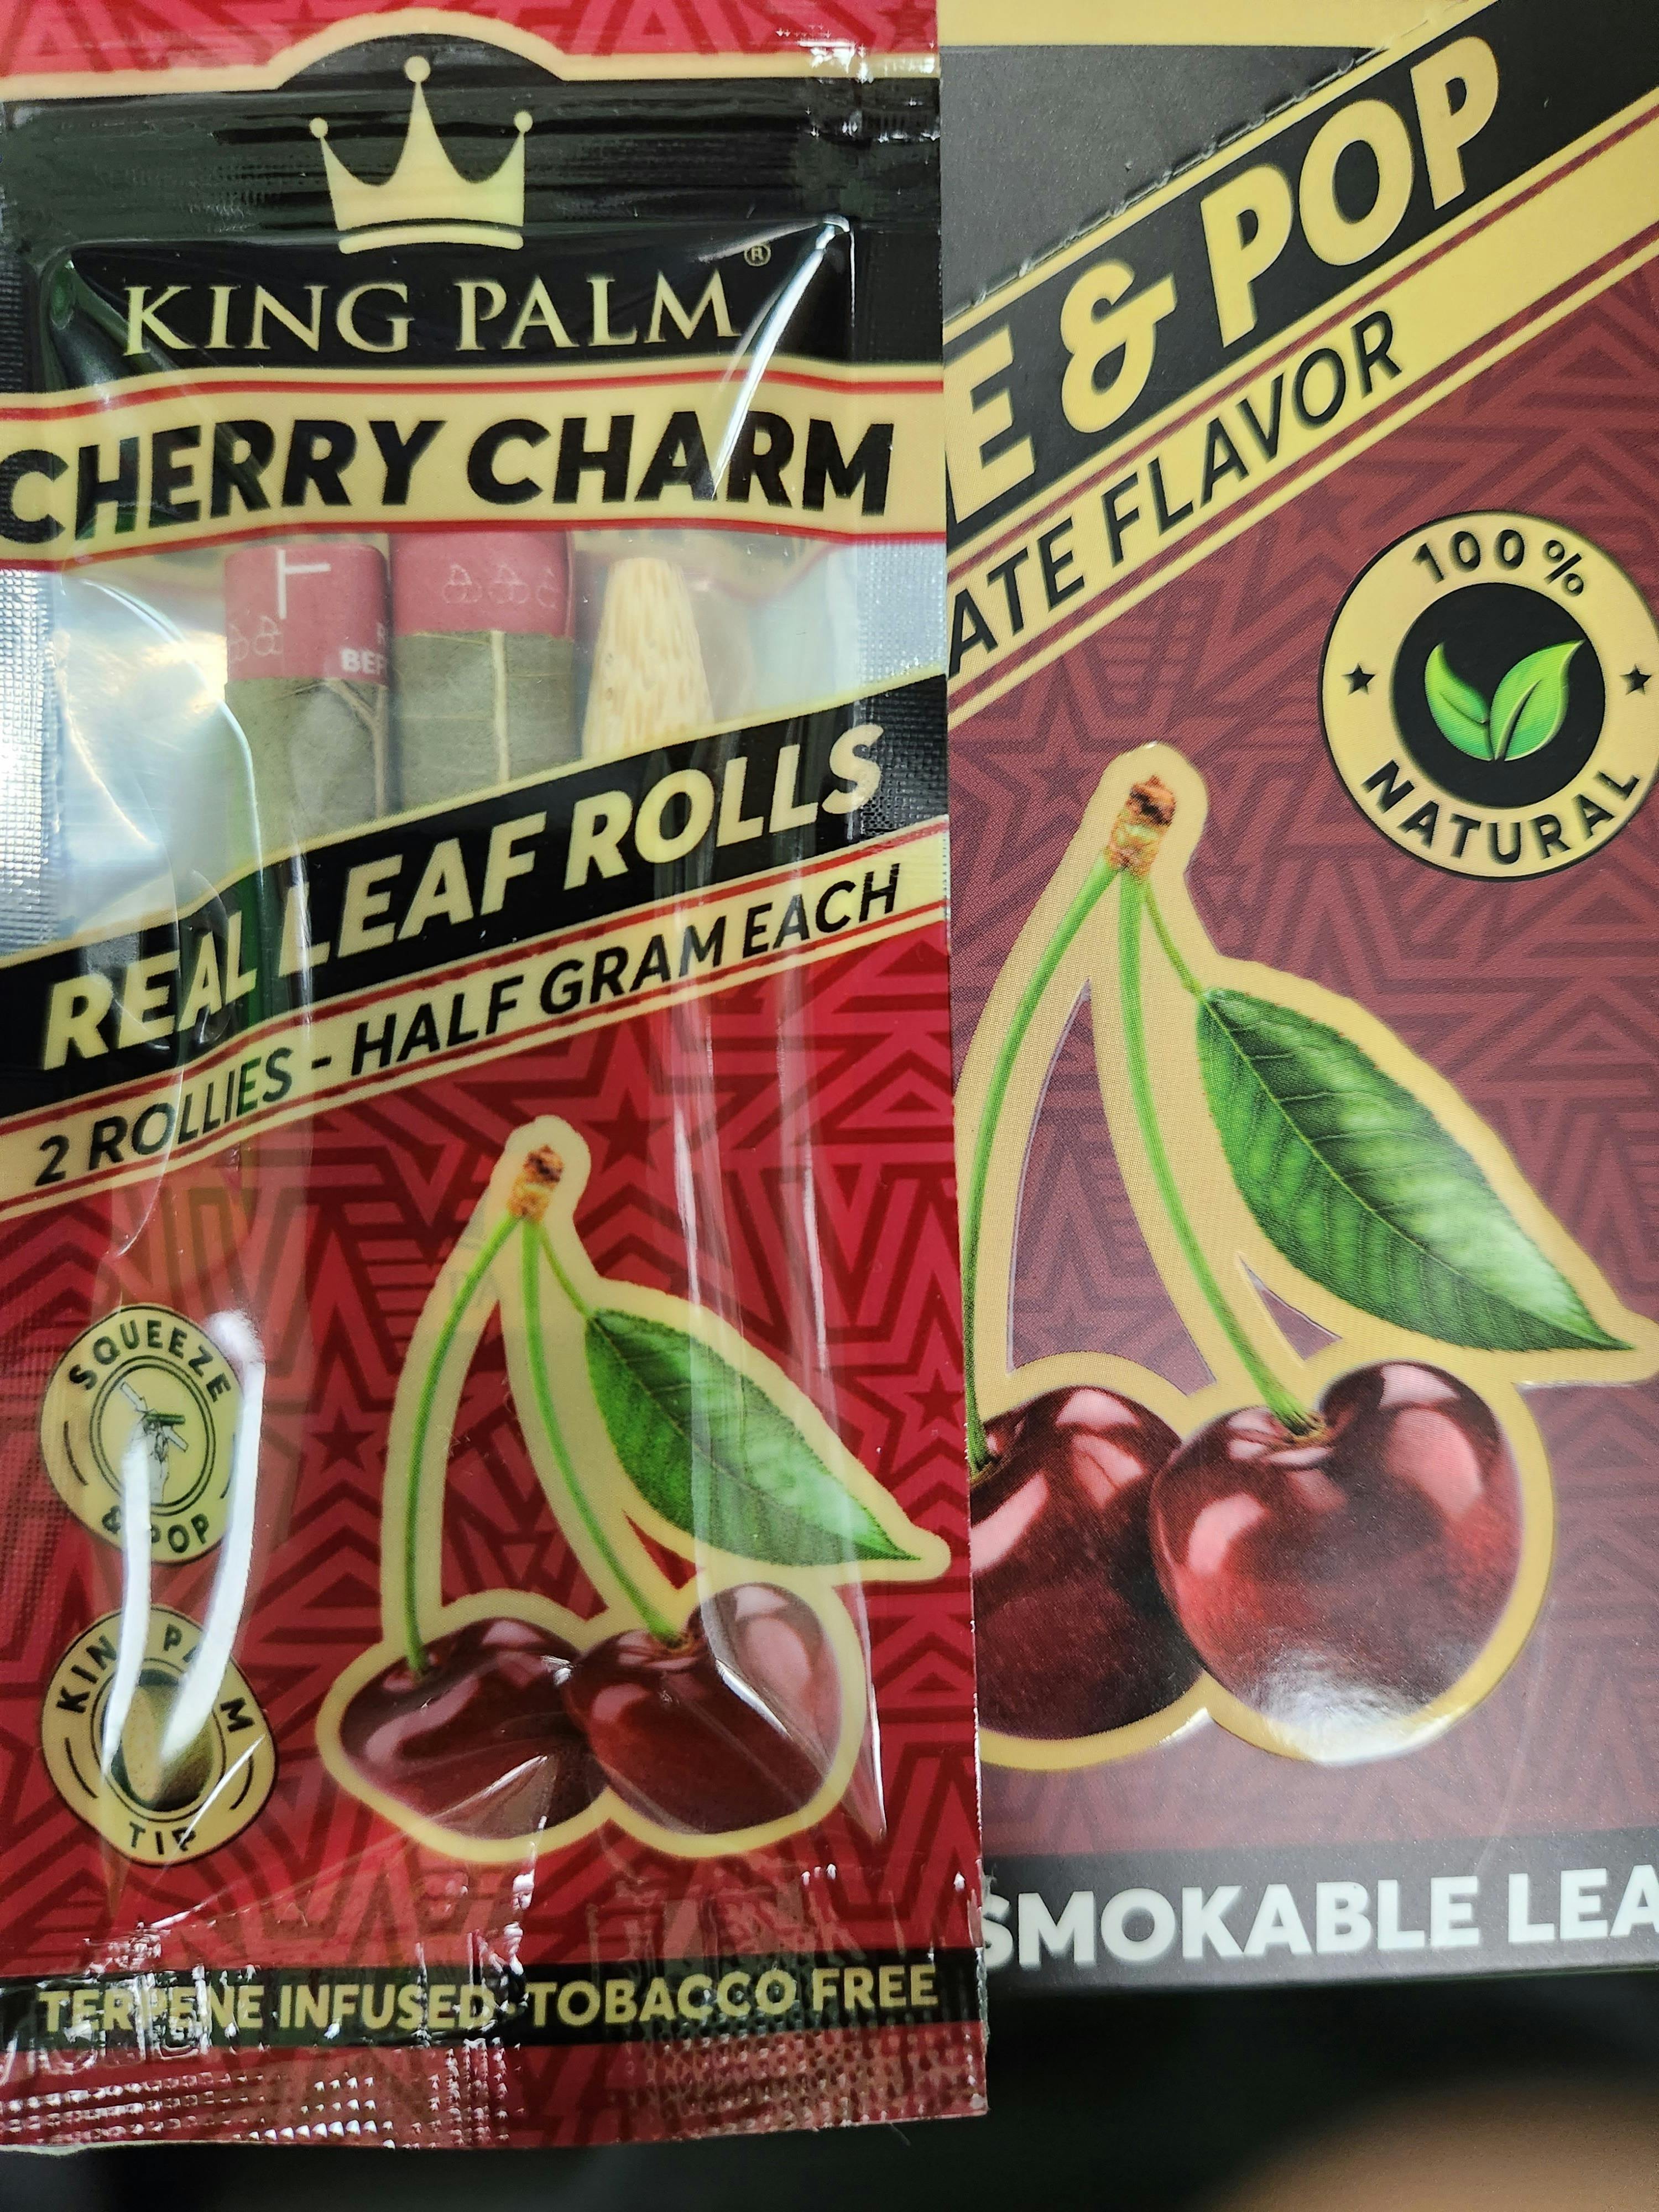 KING PALM®
CHERRY CHARM
BER
REAL LEAF ROLLS
2 ROLLIES - HALF GRAM EACH
SQUEEZE
& POP
KING PALM
TIP
TERPENE INFUSED • TOBACCO FREE
E & POP
ATE FLAVOR
100%
NATURAL
SMOKABLE LEA